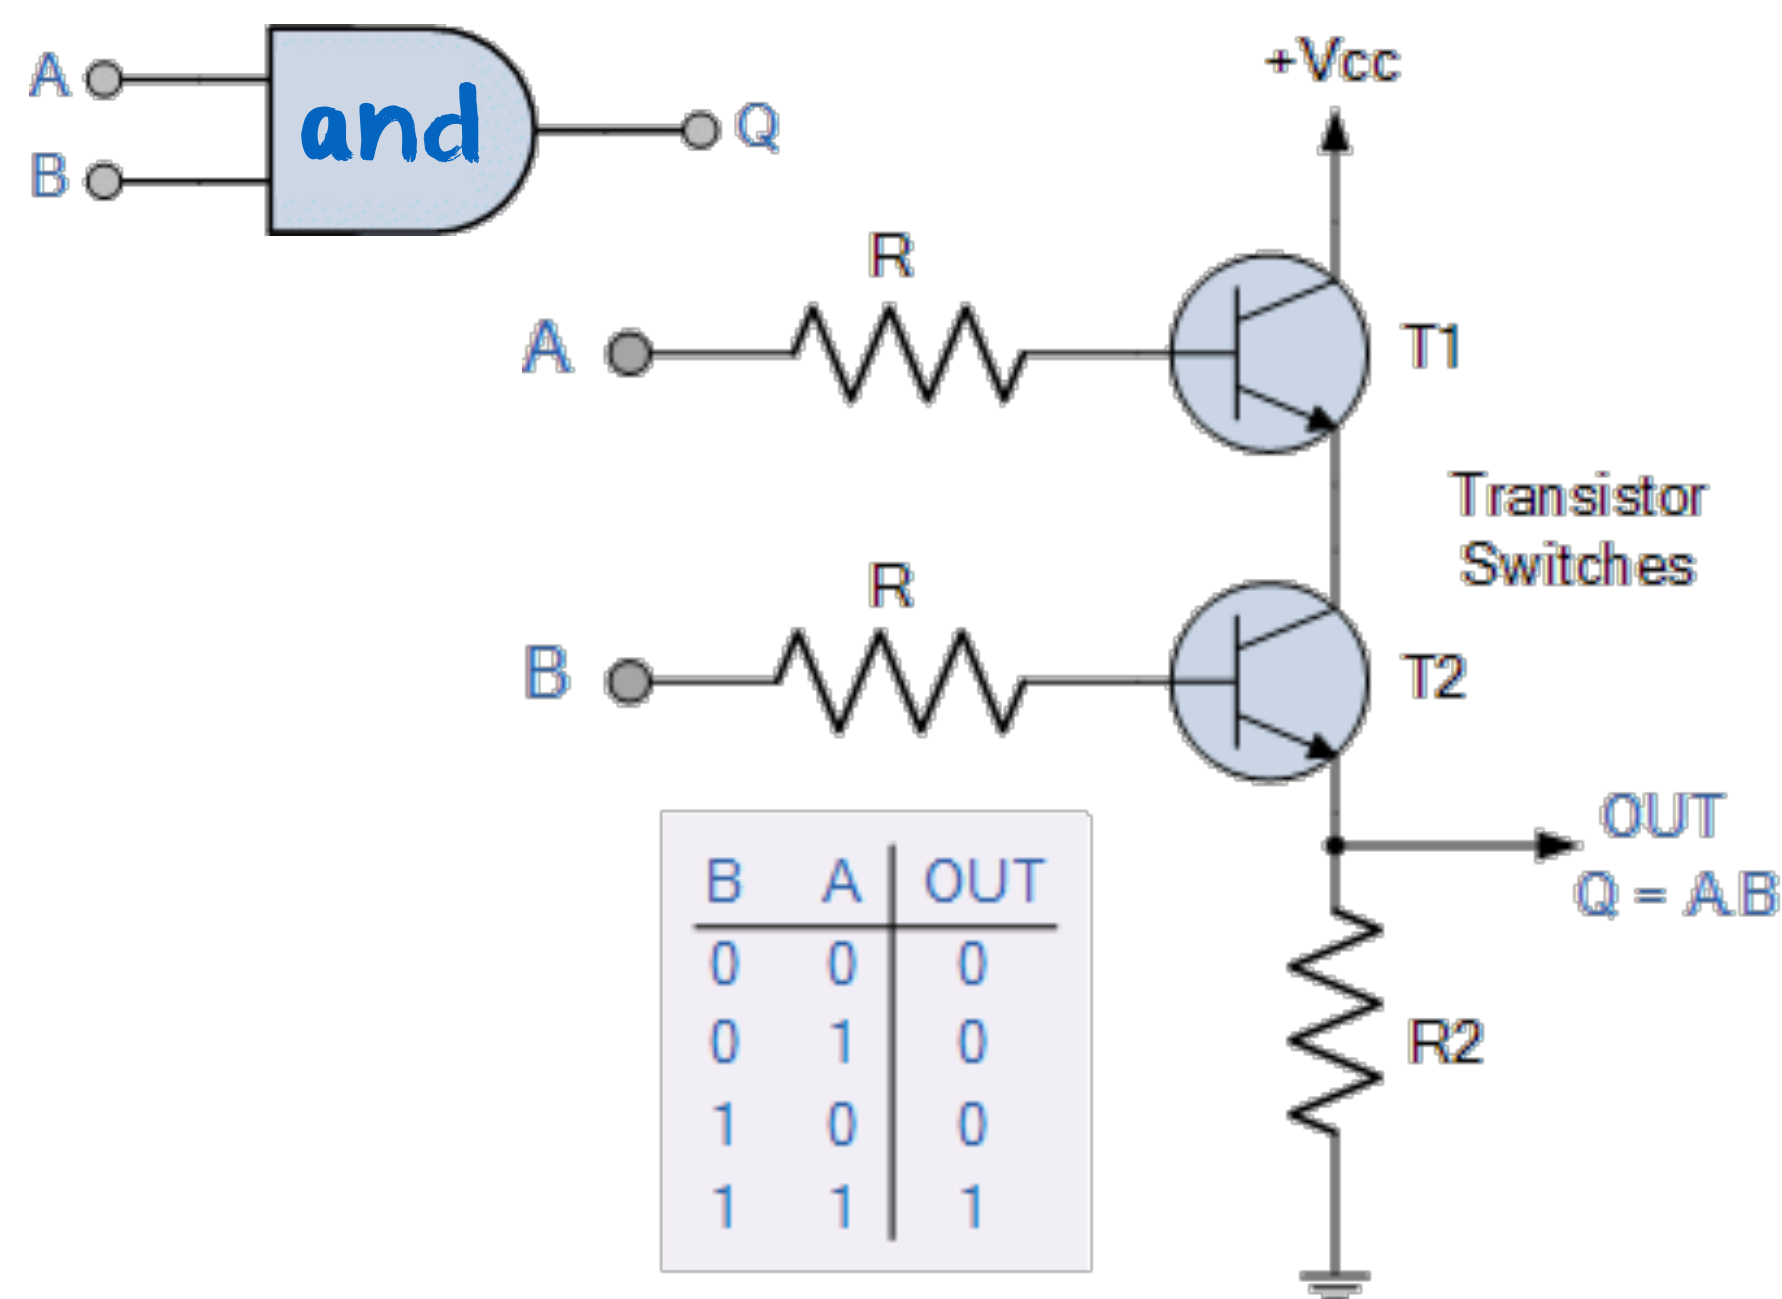 A
B
and
Q
+Vcc
R
A
T1
Transistor
Switches
R
B
T2
OUT
Q = A.B
B A OUT
0 0 0
0 1 0
1 0 0
1 1 1
R2